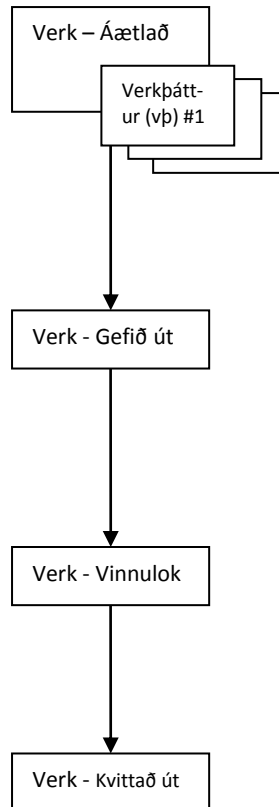 Verk – Áætlað
Verkþátt-
ur (vþ) #1
Verk - Gefið út
Verk - Vinnulok
Verk - Kvittað út